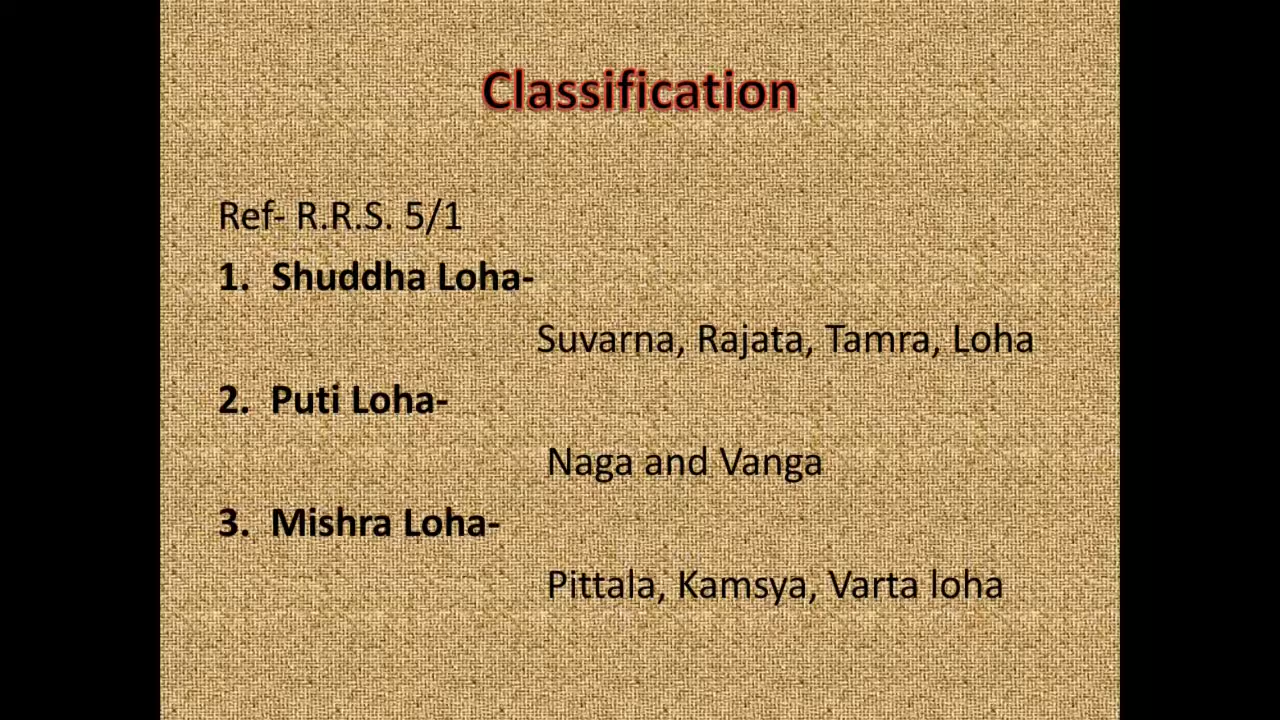 Classification
Ref- R.R.S. 5/1
1. Shuddha Loha-
Suvarna, Rajata, Tamra, Loha
2. Puti Loha-
Naga and Vanga
3. Mishra Loha-
Pittala, Kamsya, Varta loha